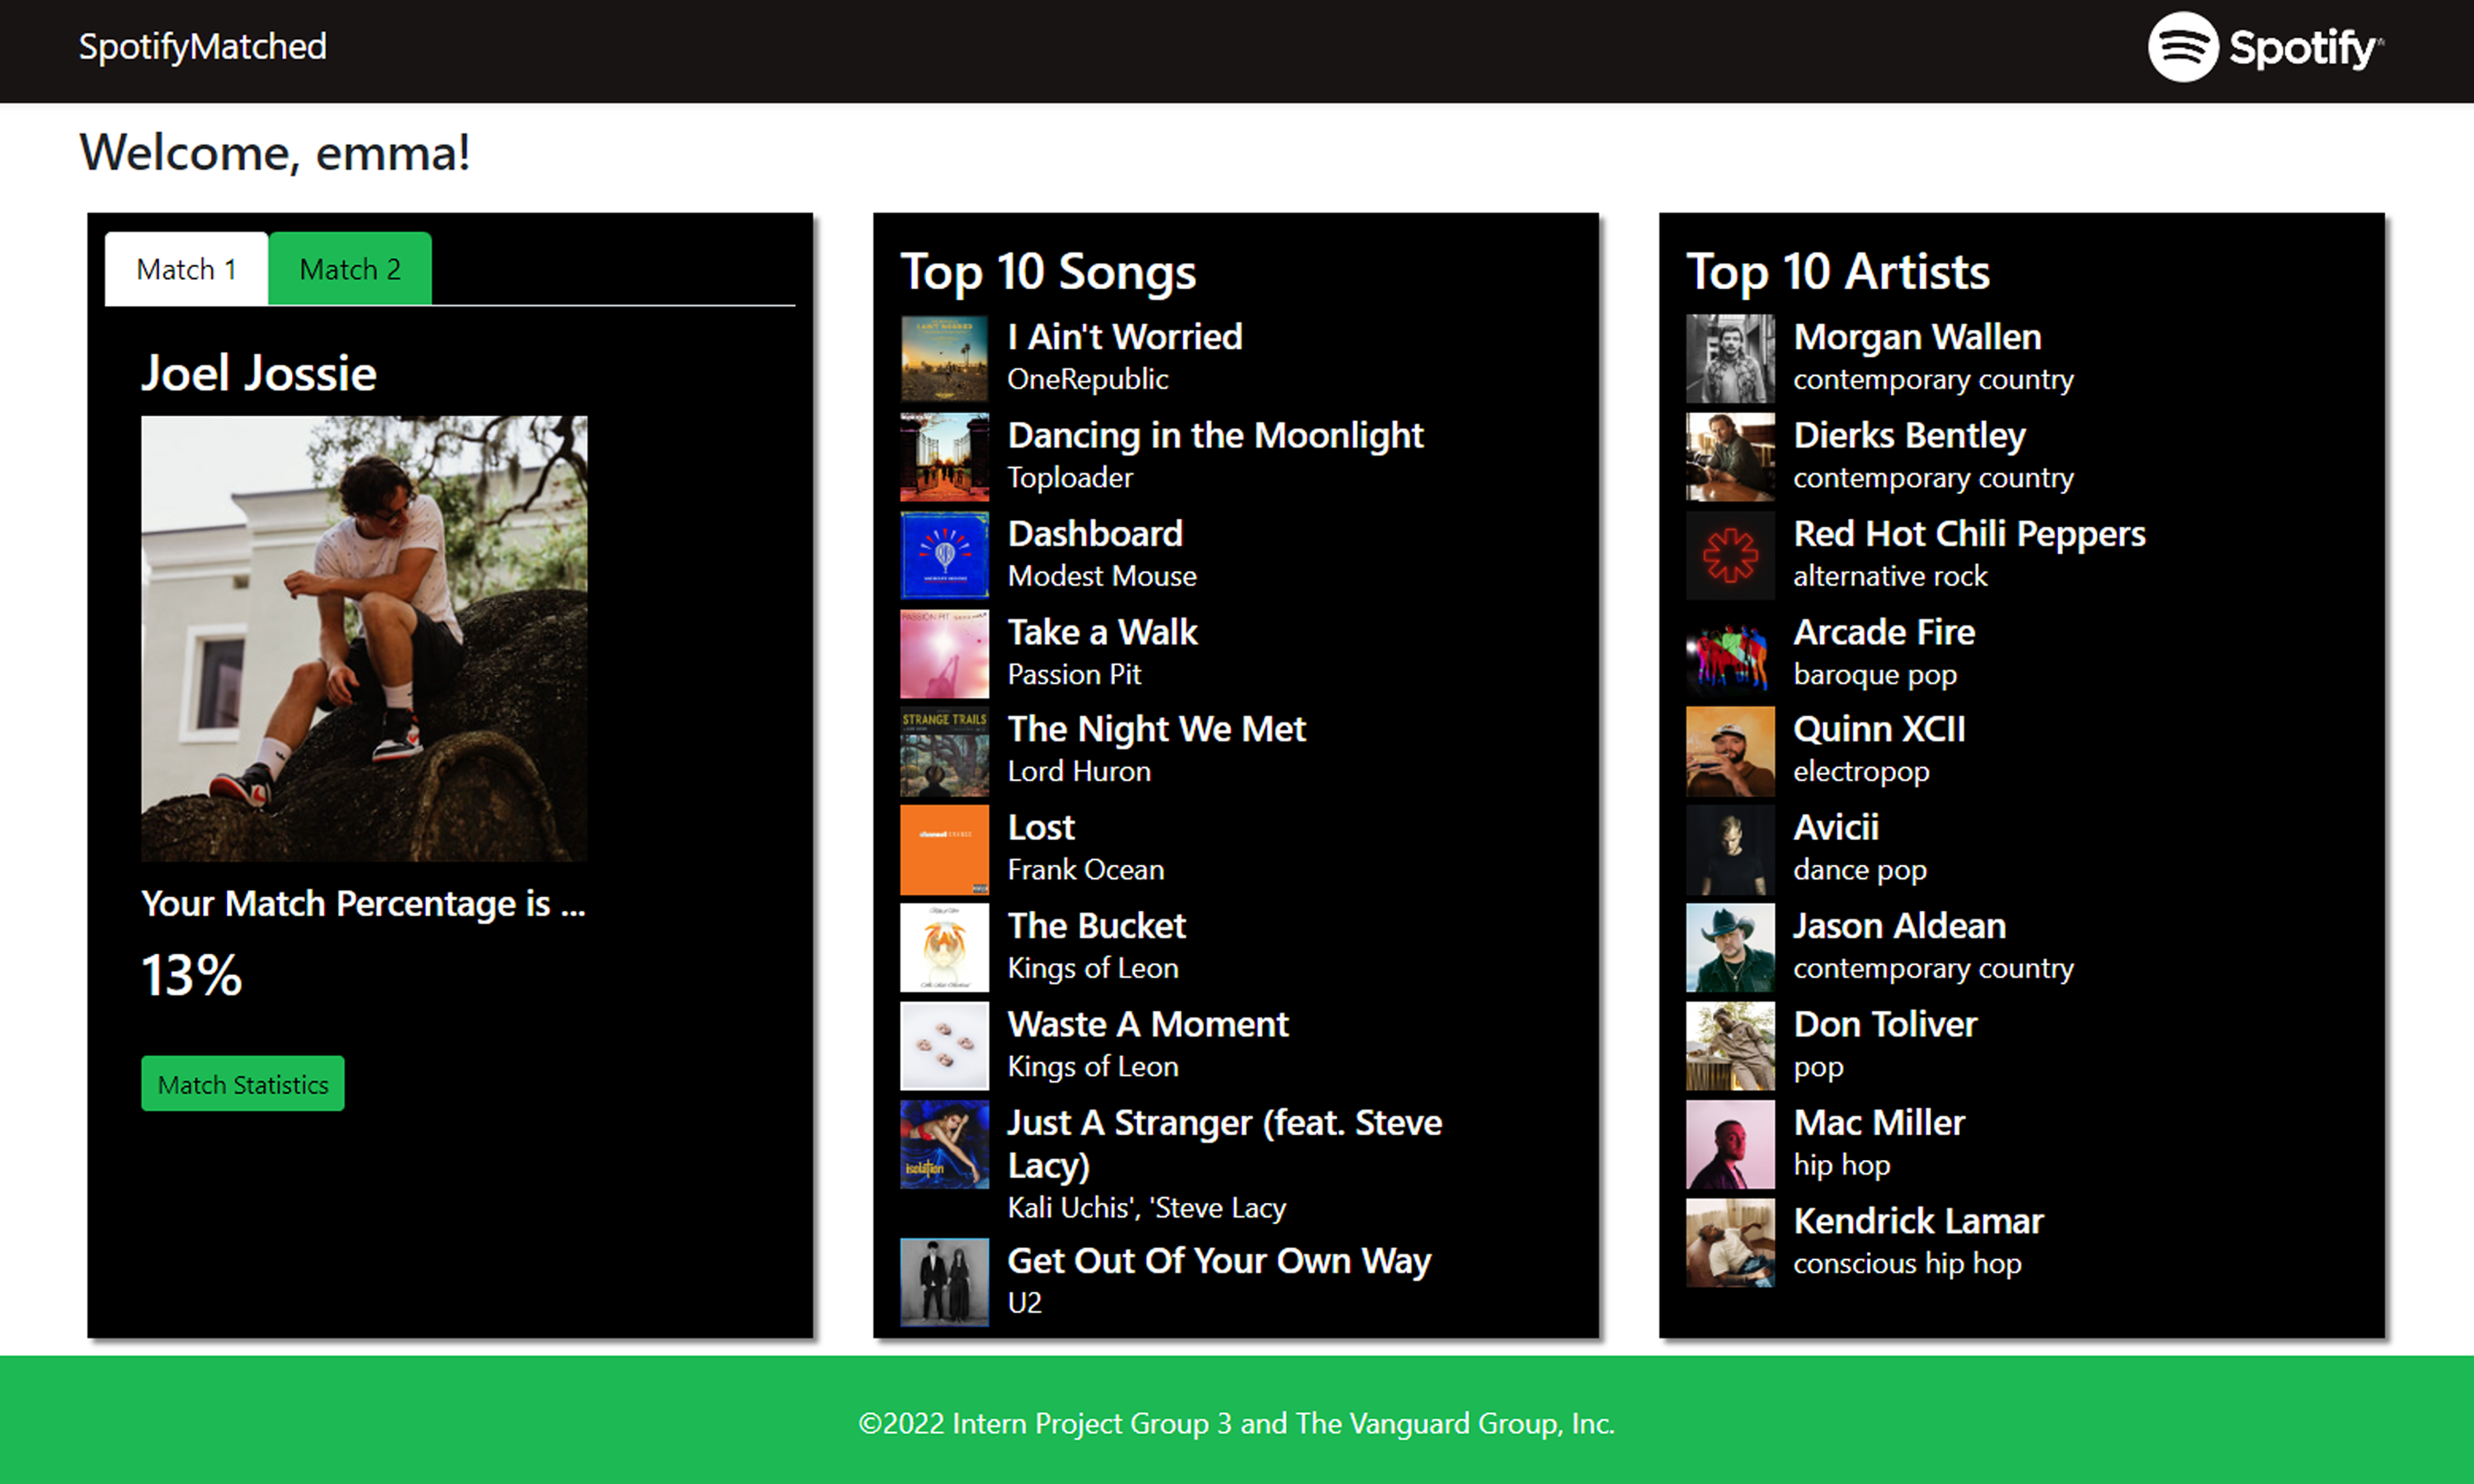 SpotifyMatched
Spotify®
Welcome, emma!
Match 1
Match 2
Joel Jossie
Your Match Percentage is ...
13%
Match Statistics
Top 10 Songs
I Ain't Worried
OneRepublic
Dancing in the Moonlight
Toploader
Dashboard
Modest Mouse
Take a Walk
PASSION PIT
Passion Pit
STRANGE TRAILS
The Night We Met
Lord Huron
Lost
Frank Ocean
The Bucket
Kings of Leon
Waste A Moment
Kings of Leon
Just A Stranger (feat. Steve
Lacy)
isolation
Kali Uchis', 'Steve Lacy
Get Out Of Your Own Way
U2
Top 10 Artists
Morgan Wallen
contemporary country
Dierks Bentley
contemporary country
Red Hot Chili Peppers
alternative rock
Arcade Fire
baroque pop
Quinn XCII
electropop
Avicii
dance pop
Jason Aldean
contemporary country
Don Toliver
pop
Mac Miller
hip hop
Kendrick Lamar
conscious hip hop
©2022 Intern Project Group 3 and The Vanguard Group, Inc.